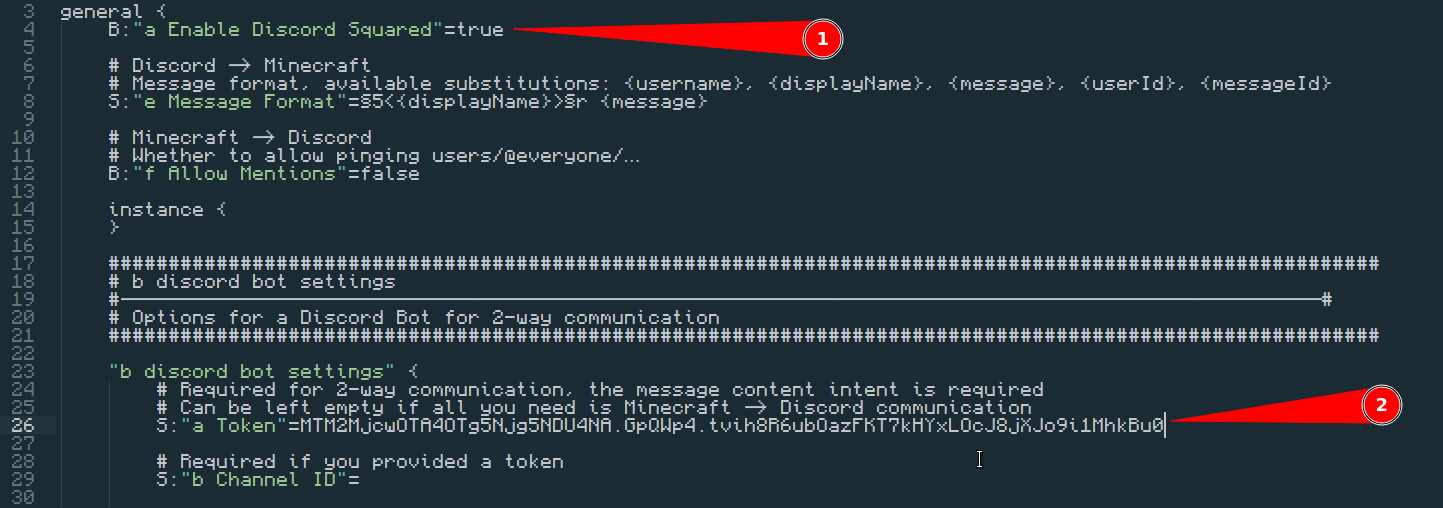 3 general {
4 B:"a Enable Discord Squared"=true 1
5
6 # Discord -> Minecraft
7 # Message format, available substitutions: {username}, {displayName}, {message}, {userId}, {messageId}
8 S:"e Message Format"=§5<{displayName}>§r {message}
9
10 # Minecraft -> Discord
11 # Whether to allow pinging users/@everyone/...
12 B:"f Allow Mentions"=false
13
14 instance {
15 }
16
17 ##########################################################################################################
18 # b discord bot settings
19 #----------------------------------------------------------------------------------------------------#
20 # Options for a Discord Bot for 2-way communication
21 ##########################################################################################################
22
23 "b discord bot settings" {
24 # Required for 2-way communication, the message content intent is required
25 # Can be left empty if all you need is Minecraft -> Discord communication
26 S:"a Token"= 2
27
28 # Required if you provided a token
29 S:"b Channel ID"=
30